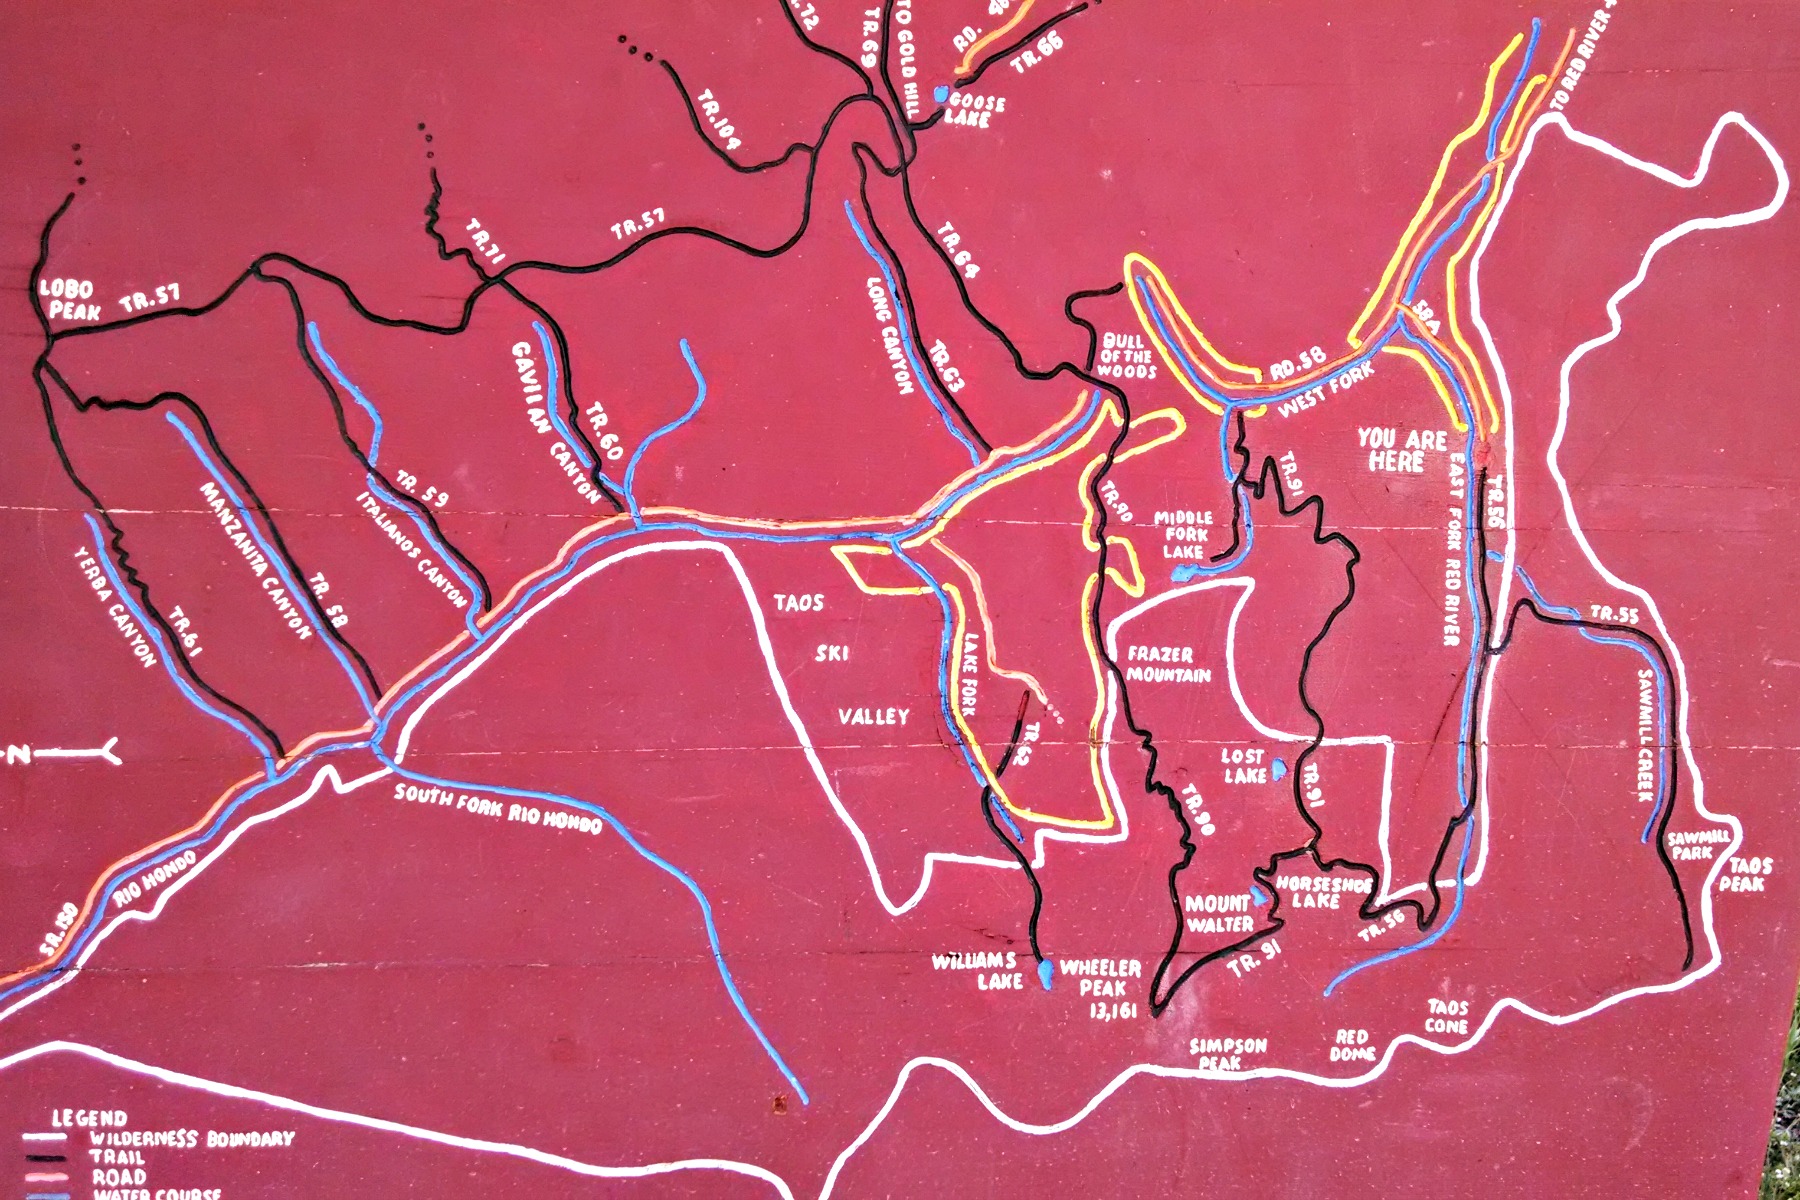 TR.69
TO GOLD HILL
RD.
TR.66
TO RED RIVER
GOOSE
LAKE
TR.104
TR.71
TR.57
TR.64
LOBO
PEAK
TR.57
LONG CANYON
TR.63
BULL
OF THE
WOODS
58A
RD.58
WEST FORK
GAVILAN CANYON
TR.60
YOU ARE
HERE
TR.59
ITALIANOS CANYON
MANZANITA CANYON
TR.58
YERBA CANYON
TR.61
TR.90
TR.91
MIDDLE
FORK
LAKE
EAST FORK RED RIVER
TR.56
TR.55
TAOS
SKI
VALLEY
LAKE FORK
TR.62
FRAZER
MOUNTAIN
SAWMILL CREEK
N
LOST
LAKE
TR.91
TR.90
SOUTH FORK RIO HONDO
RIO HONDO
SR.150
SAWMILL
PARK
TAOS
PEAK
HORSESHOE
LAKE
MOUNT
WALTER
TR.56
TR.91
WILLIAMS
LAKE
WHEELER
PEAK
13,161
TAOS
CONE
RED
DOME
SIMPSON
PEAK
LEGEND
WILDERNESS BOUNDARY
TRAIL
ROAD
WATER COURSE